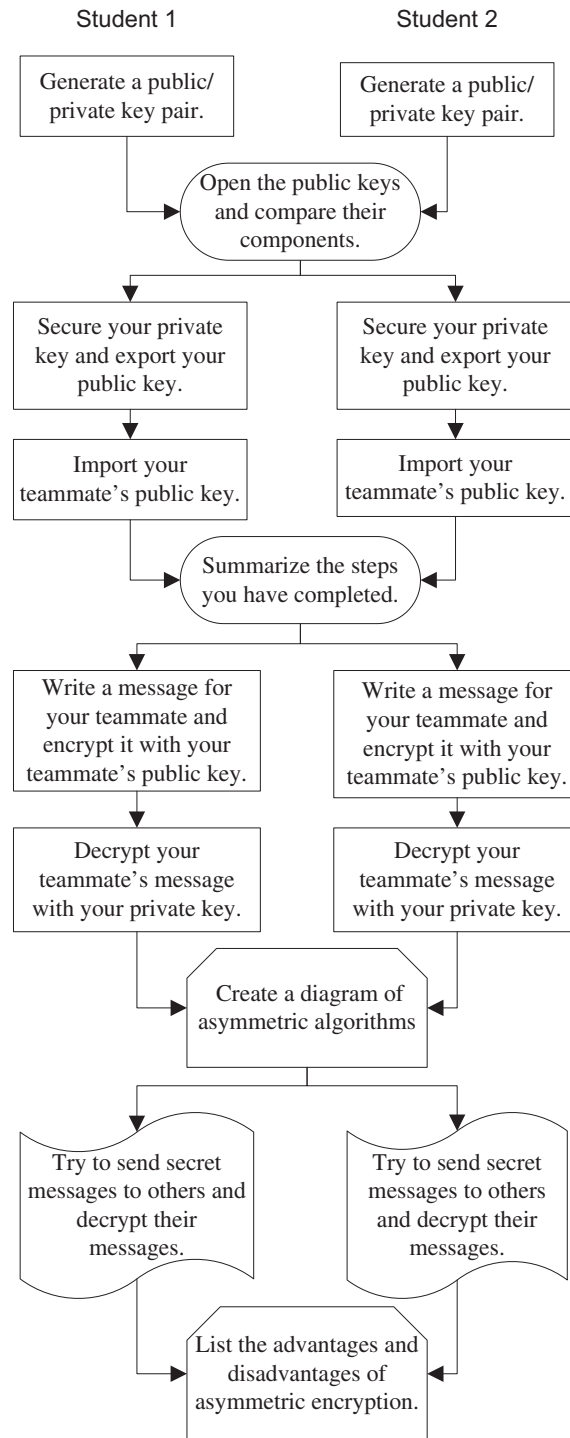 Student 1
Student 2
Generate a public/
private key pair.
Generate a public/
private key pair.
Open the public keys
and compare their
components.
Secure your private
key and export your
public key.
Secure your private
key and export your
public key.
Import your
teammate's public key.
Import your
teammate's public key.
Summarize the steps
you have completed.
Write a message for
your teammate and
encrypt it with your
teammate's public key.
Write a message for
your teammate and
encrypt it with your
teammate's public key.
Decrypt your
teammate's message
with your private key.
Decrypt your
teammate's message
with your private key.
Create a diagram of
asymmetric algorithms
Try to send secret
messages to others and
decrypt their
messages.
Try to send secret
messages to others
and decrypt their
messages.
List the advantages and
disadvantages of
asymmetric encryption.